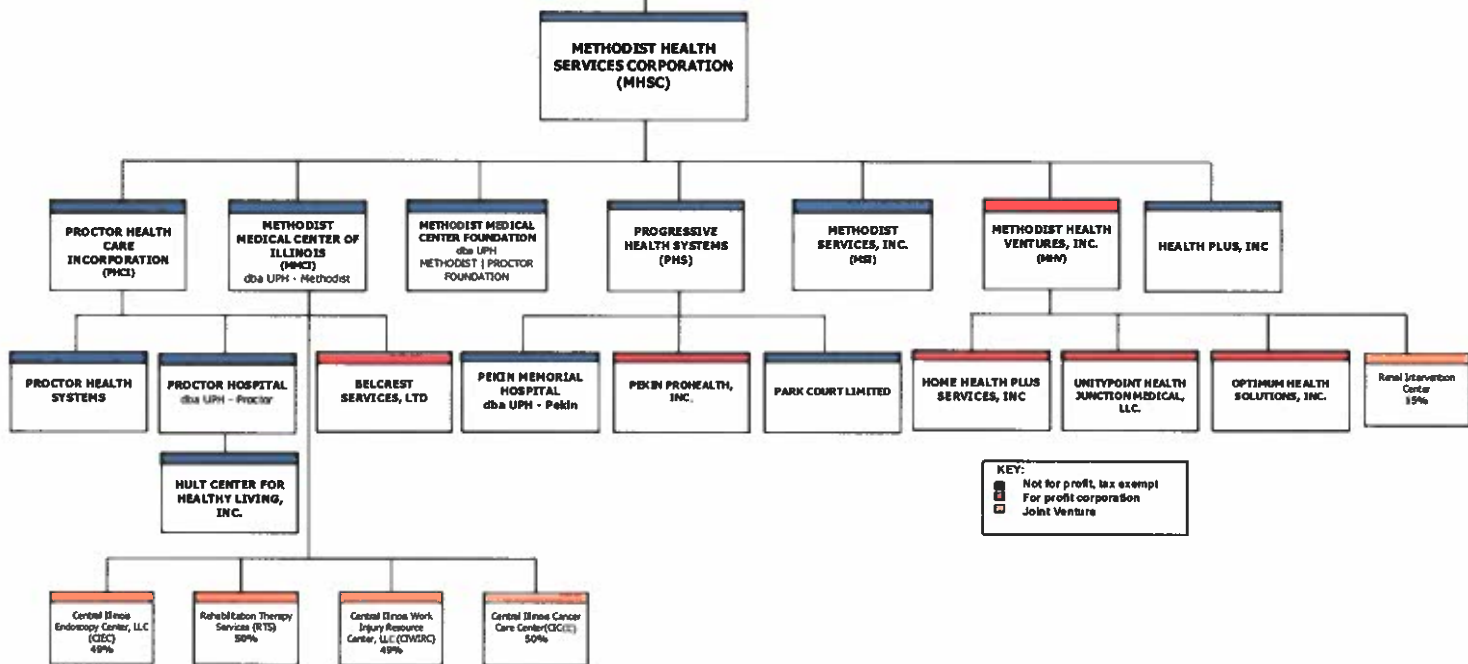 METHODIST HEALTH
SERVICES CORPORATION
(MHSC)
PROCTOR HEALTH
CARE
INCORPORATION
(PHCI)
METHODIST
MEDICAL CENTER OF
ILLINOIS
(MMCI)
dba UPH - Methodist
METHODIST MEDICAL
CENTER FOUNDATION
dba UPH
METHODIST | PROCTOR
FOUNDATION
PROGRESSIVE
HEALTH SYSTEMS
(PHS)
METHODIST
SERVICES, INC.
(MSI)
METHODIST HEALTH
VENTURES, INC.
(MHV)
HEALTH PLUS, INC
PROCTOR HEALTH
SYSTEMS
PROCTOR HOSPITAL
dba UPH - Proctor
BELCREST
SERVICES, LTD
PEKIN MEMORIAL
HOSPITAL
dba UPH - Pekin
PEKIN PROHEALTH,
INC.
PARK COURT LIMITED
HOME HEALTH PLUS
SERVICES, INC
UNITYPOINT HEALTH
JUNCTION MEDICAL,
LLC.
OPTIMUM HEALTH
SOLUTIONS, INC.
Renal Intervention
Center
15%
HULT CENTER FOR
HEALTHY LIVING,
INC.
KEY:
Not for profit, tax exempt
For profit corporation
Joint Venture
Central Illinois
Endoscopy Center, LLC
(CIEC)
49%
Rehabilitation Therapy
Services (RTS)
50%
Central Illinois Work
Injury Resource
Center, LLC (CIWIRC)
49%
Central Illinois Cancer
Care Center(CICCC)
50%